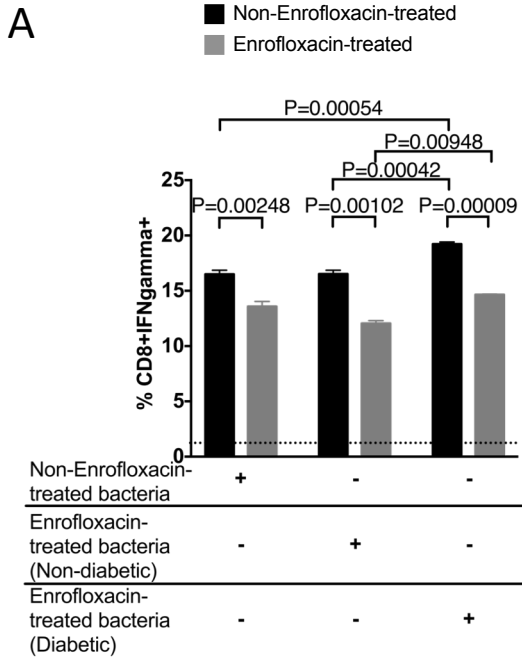 A
Non-Enrofloxacin-treated
Enrofloxacin-treated
P=0.00054
P=0.00948
P=0.00042
P=0.00248 P=0.00102 P=0.00009
% CD8+IFNgamma+
25
20
15
10
5
0
Non-Enrofloxacin-
treated bacteria
+ - -
Enrofloxacin-
treated bacteria
(Non-diabetic)
- + -
Enrofloxacin-
treated bacteria
(Diabetic)
- - +